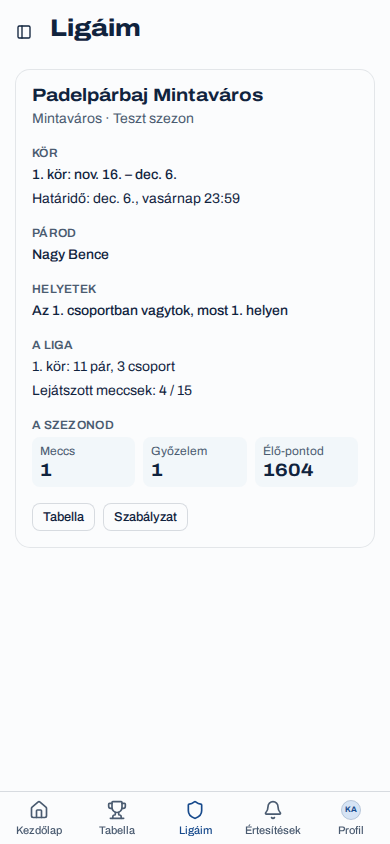 Ligáim
Padelpárbaj Mintaváros
Mintaváros · Teszt szezon
KÖR
1. kör: nov. 16. – dec. 6.
Határidő: dec. 6., vasárnap 23:59
PÁROD
Nagy Bence
HELYETEK
Az 1. csoportban vagytok, most 1. helyen
A LIGA
1. kör: 11 pár, 3 csoport
Lejátszott meccsek: 4 / 15
A SZEZONOD
Meccs Győzelem Élő-pontod
1 1 1604
Tabella Szabályzat
KA
Kezdőlap Tabella Ligáim Értesítések Profil